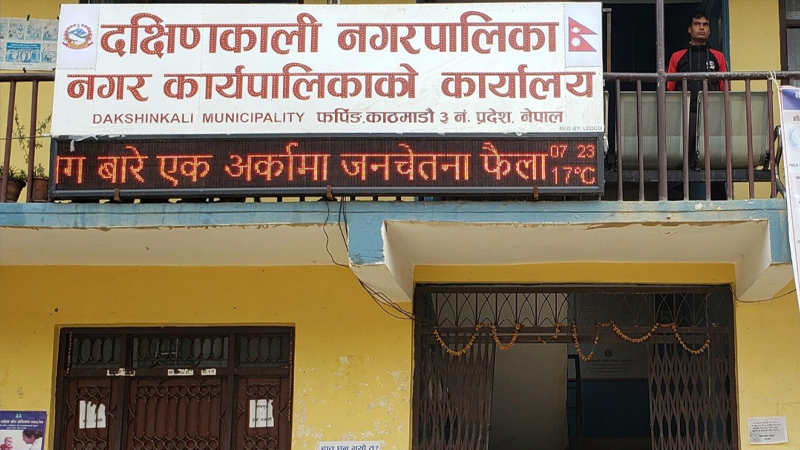 दक्षिणकाली नगरपालिका
नगर कार्यपालिकाको कार्यालय
DAKSHINKALI MUNICIPALITY फर्पिङ,काठमाडौ ३ नं. प्रदेश, नेपाल
ग बारे एक अर्कामा जनचेतना फैला
07 23
17°C